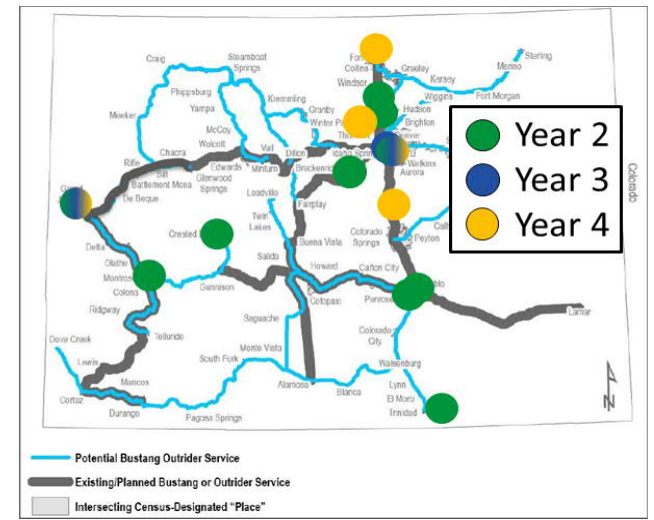 Craig
Steamboat
Springs
Fort
Collins
Greeley
Sterling
Merino
Windsor
Kersey
Phippsburg
Kremmling
Wiggins
Fort Morgan
Yampa
Granby
Hudson
Meeker
Winter
Brighton
McCoy
Wolcott
Vail
Dillon
Idaho
Chacra
Rifle
Edwards
Minturn
Breckenridge
Walkins
Silt
Glenwood
Springs
Aurora
Battlement Mesa
Leadville
De Beque
Fairplay
Twin
Lakes
Colorado
Springs
Crested
Peyton
Delta
Buena Vista
Olathe
Salida
Montrose
Howard
Cañon City
Colona
Gunnison
Penrose
Cotopaxi
Ridgway
Lamar
Saguache
Colorado
City
Telluride
Dove Creek
Monte Vista
Walsenburg
Lewis
South Fork
Mancos
Alamosa
Blanca
Lynn
El Moro
Cortez
Durango
Pagosa Springs
Trinidad
Year 2
Year 3
Year 4
Colorado
N
Potential Bustang Outrider Service
Existing/Planned Bustang or Outrider Service
Intersecting Census-Designated "Place"